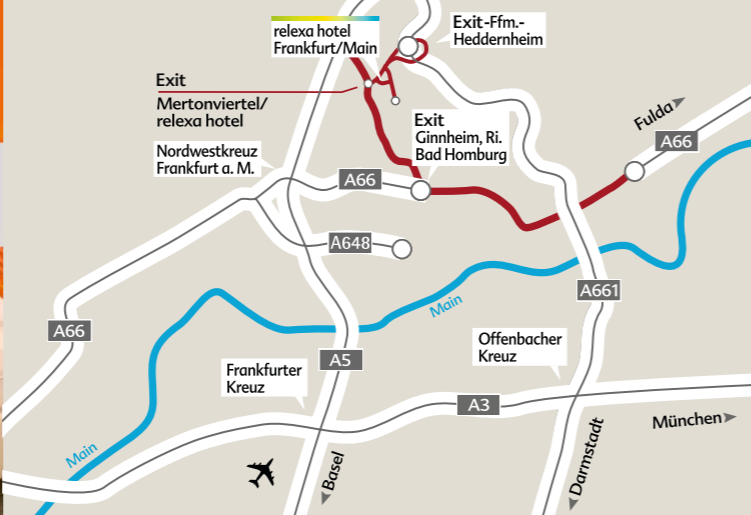 relexa hotel
Frankfurt/Main
Exit-Ffm.-
Heddernheim
Exit
Mertonviertel/
relexa hotel
Exit
Ginnheim, Ri.
Bad Homburg
Fulda
A66
Nordwestkreuz
Frankfurt a. M.
A66
A648
A661
Main
A66
A5
Offenbacher
Kreuz
Frankfurter
Kreuz
A3
München
Main
Basel
Darmstadt